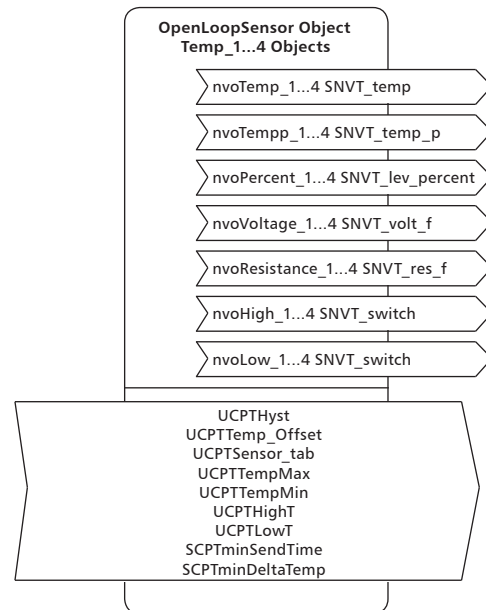 OpenLoopSensor Object
Temp_1...4 Objects
nvoTemp_1...4 SNVT_temp
nvoTempp_1...4 SNVT_temp_p
nvoPercent_1...4 SNVT_lev_percent
nvoVoltage_1...4 SNVT_volt_f
nvoResistance_1...4 SNVT_res_f
nvoHigh_1...4 SNVT_switch
nvoLow_1...4 SNVT_switch
UCPTHyst
UCPTTemp_Offset
UCPTSensor_tab
UCPTTempMax
UCPTTempMin
UCPTHighT
UCPTLowT
SCPTminSendTime
SCPTminDeltaTemp